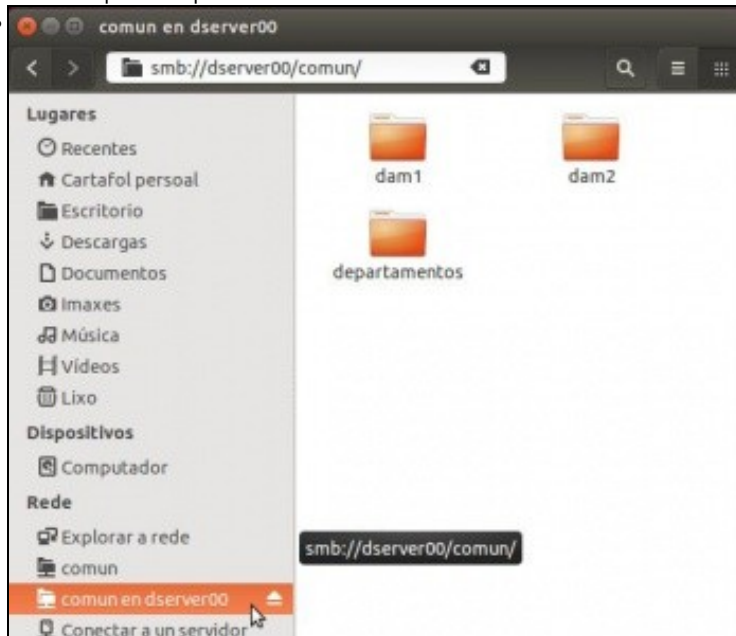 comun en dserver00
smb://dserver00/comun/
Lugares
Recentes
Cartafol persoal
Escritorio
Descargas
Documentos
Imaxes
Música
Vídeos
Lixo
Dispositivos
Computador
Rede
Explorar a rede
comun
comun en dserver00
Conectar a un servidor
dam1 dam2
departamentos
smb://dserver00/comun/